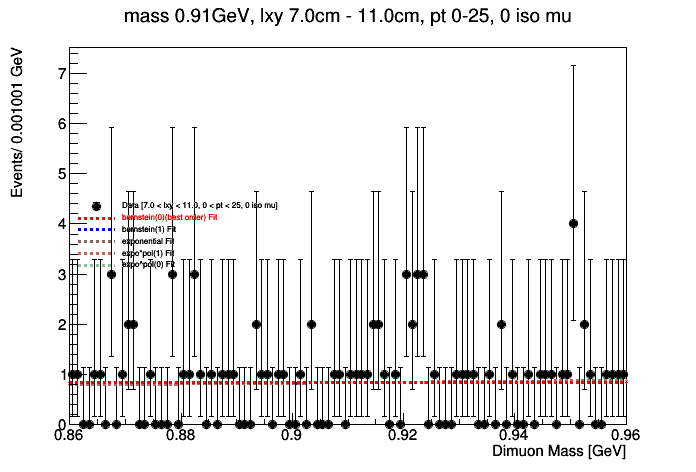 mass 0.91GeV, lxy 7.0cm - 11.0cm, pt 0-25, 0 iso mu
Events/ 0.001001 GeV
7
6
5
4
3
2
1
0
Data [7.0 < lxy < 11.0, 0 < pt < 25, 0 iso mu]
bernstein(0)(best order) Fit
bernstein(1) Fit
exponential Fit
expo*pol(1) Fit
expo*pol(0) Fit
0.86 0.88 0.9 0.92 0.94 0.96
Dimuon Mass [GeV]